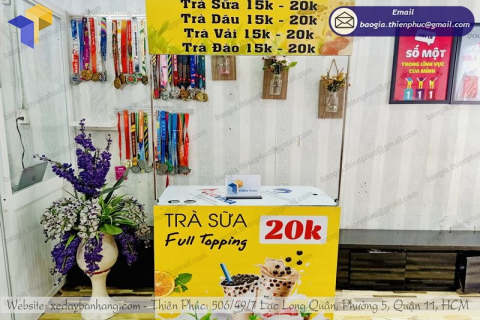 Trà Sữa 15k - 20k
Trà Dâu 15k - 20k
Trà Vải 15k - 20k
Trà Đào 15k - 20k
Email
baogia.thienphuc@gmail.com
SỐ MỘT
TRONG LĨNH VỰC
CỦA MÌNH
TRÀ SỮA
Full Topping
20k
Website: xedaybanhangi.com - Thiên Phúc: 506/49/7 Lạc Long Quân, Phường 5, Quận 11, HCM